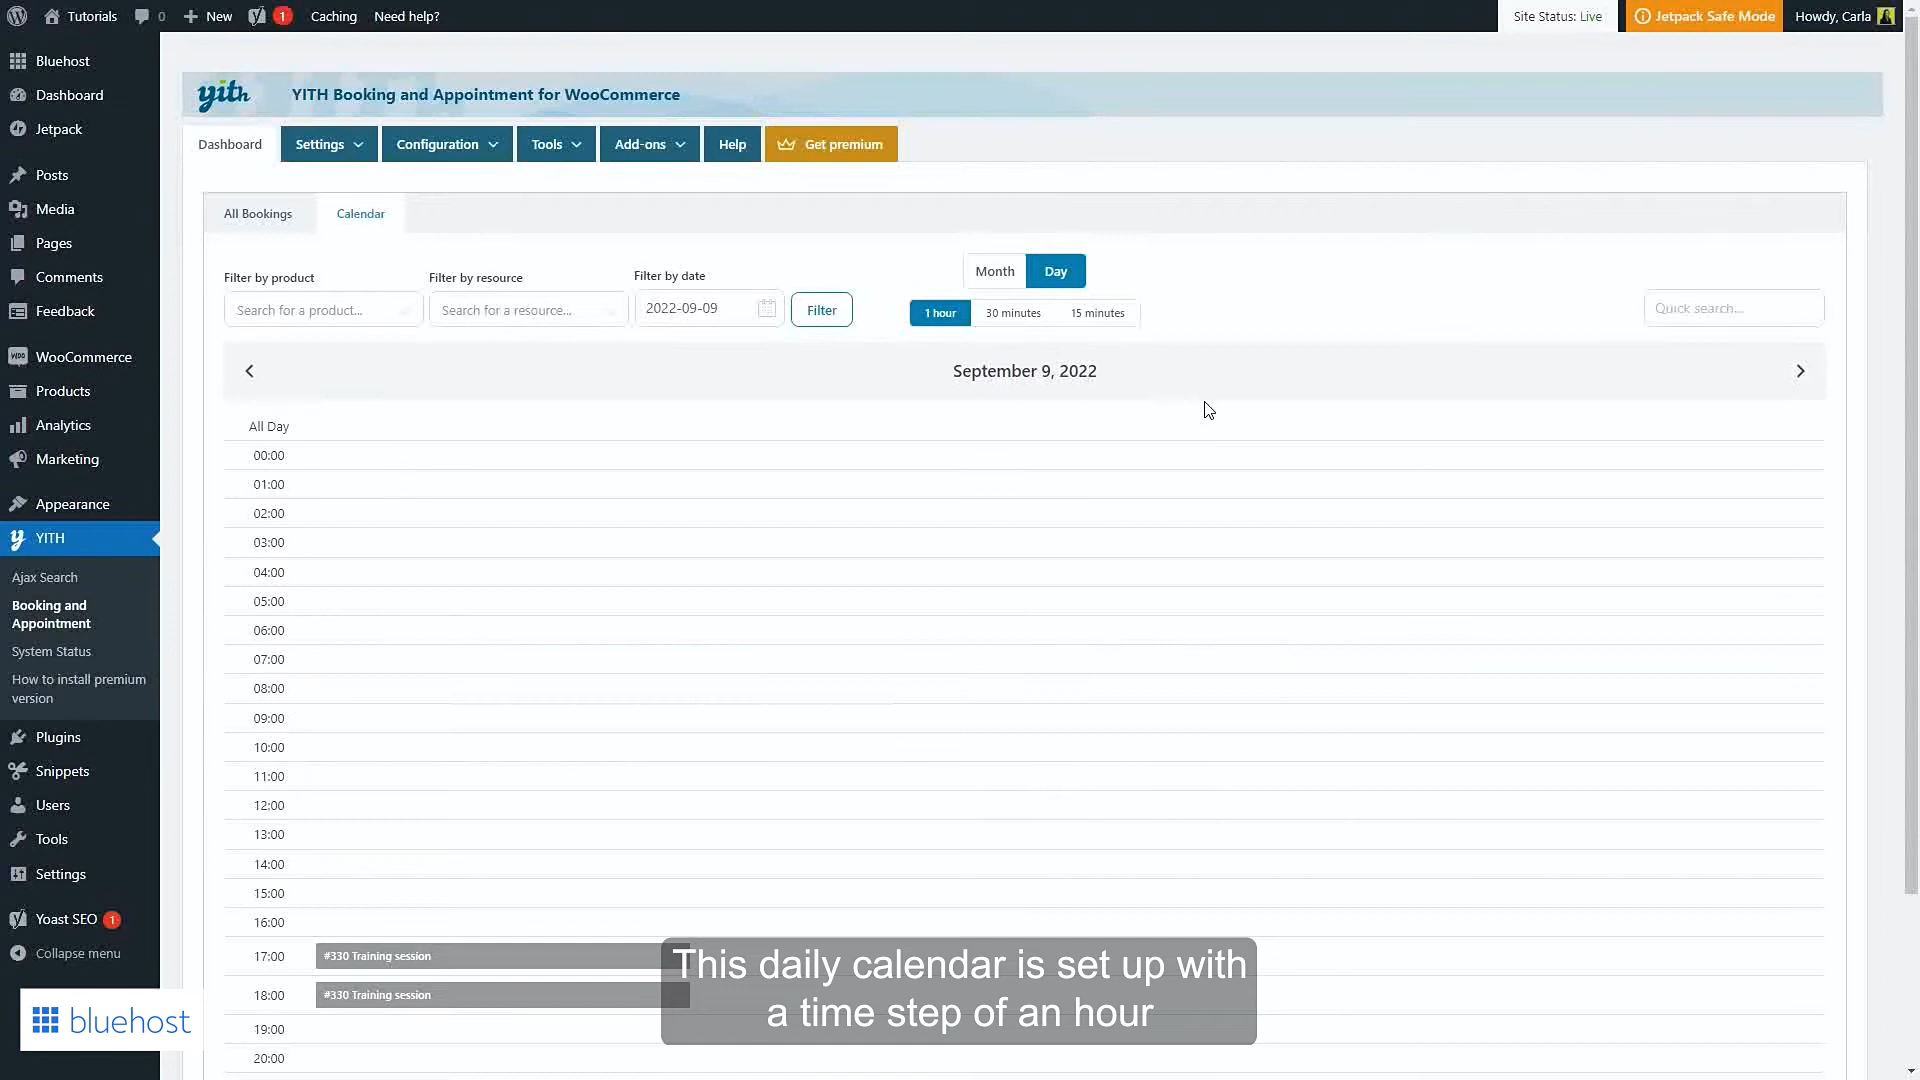 Tutorials 0 New 1 Caching Need help? Site Status: Live Jetpack Safe Mode Howdy, Carla
Bluehost
Dashboard
Jetpack
Posts
Media
Pages
Comments
Feedback
WooCommerce
Products
Analytics
Marketing
Appearance
YITH
Ajax Search
Booking and
Appointment
System Status
How to install premium
version
Plugins
Snippets
Users
Tools
Settings
Yoast SEO 1
Collapse menu
bluehost
yith YITH Booking and Appointment for WooCommerce
Dashboard Settings Configuration Tools Add-ons Help Get premium
All Bookings Calendar
Filter by product Filter by resource Filter by date
Search for a product... Search for a resource... 2022-09-09 Filter
Month Day
1 hour 30 minutes 15 minutes
Quick search...
September 9, 2022
All Day
00:00
01:00
02:00
03:00
04:00
05:00
06:00
07:00
08:00
09:00
10:00
11:00
12:00
13:00
14:00
15:00
16:00
17:00 #330 Training session
18:00 #330 Training session
19:00
20:00
This daily calendar is set up with
a time step of an hour